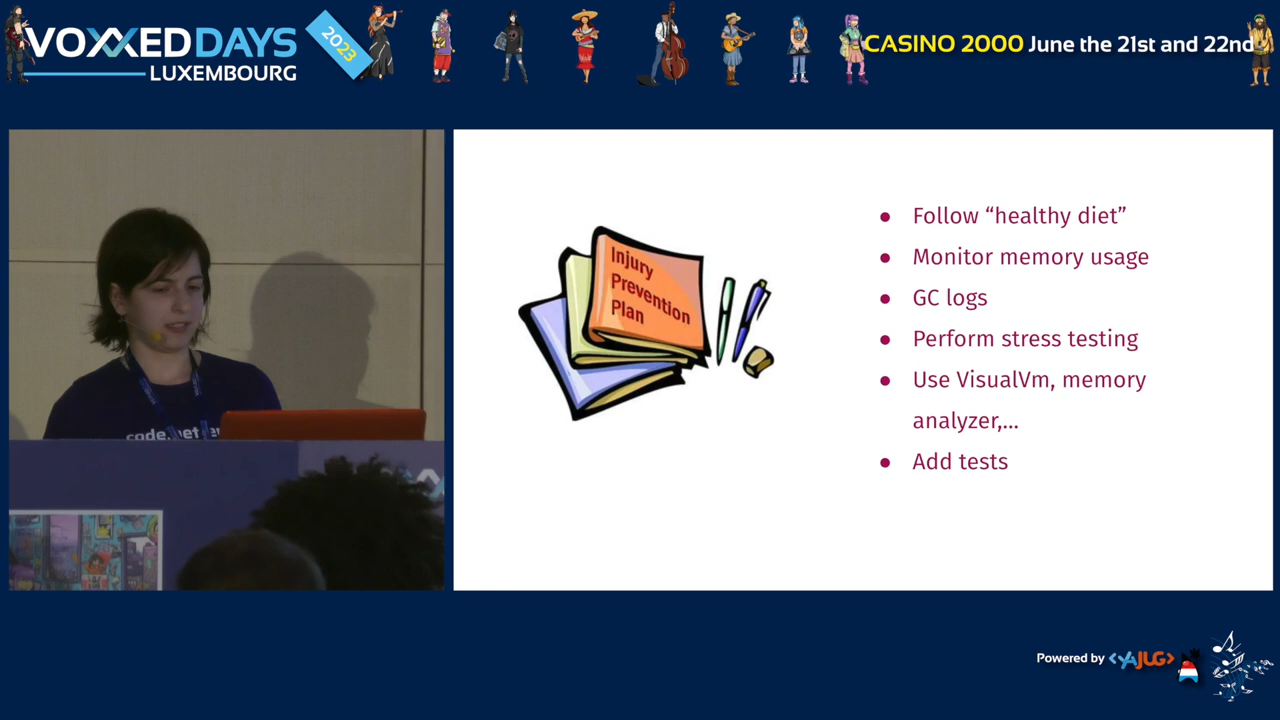 VOXXEDDAYS
LUXEMBOURG
2023
CASINO 2000 June the 21st and 22nd
Injury
Prevention
Plan
● Follow “healthy diet”
● Monitor memory usage
● GC logs
● Perform stress testing
● Use VisualVm, memory
analyzer,...
● Add tests
Powered by <YAJUG>